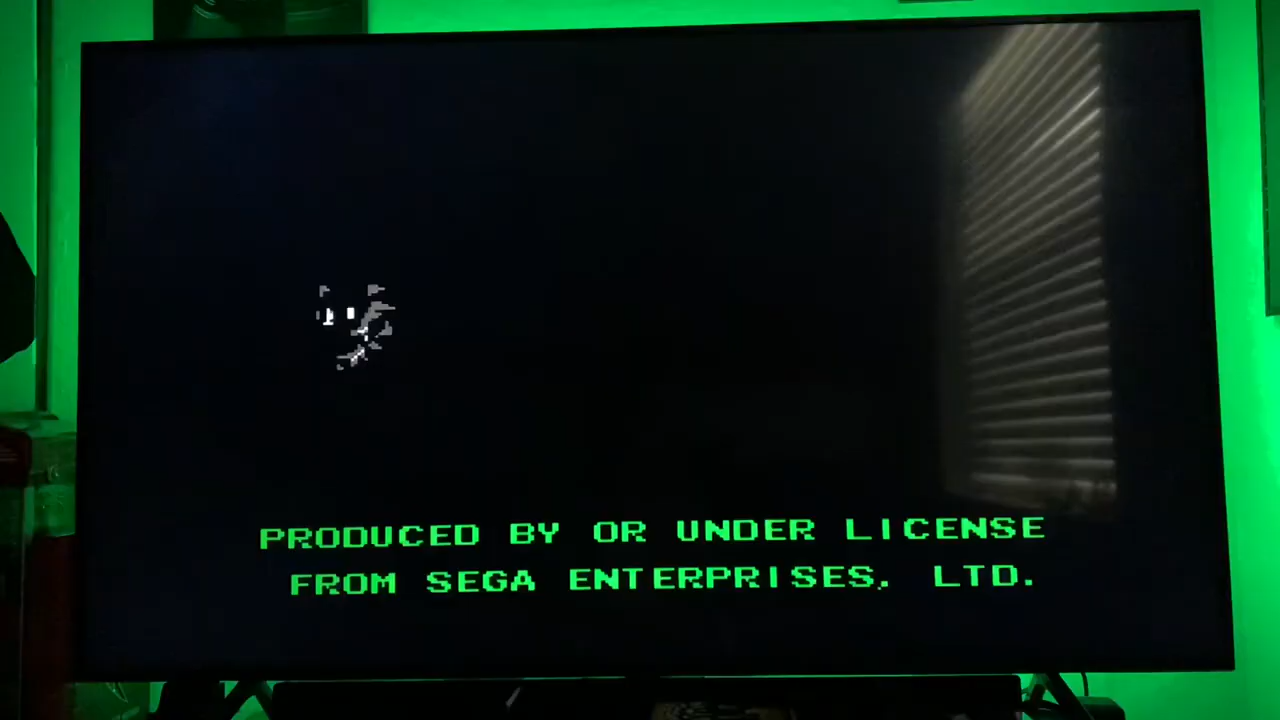 PRODUCED BY OR UNDER LICENSE
FROM SEGA ENTERPRISES, LTD.